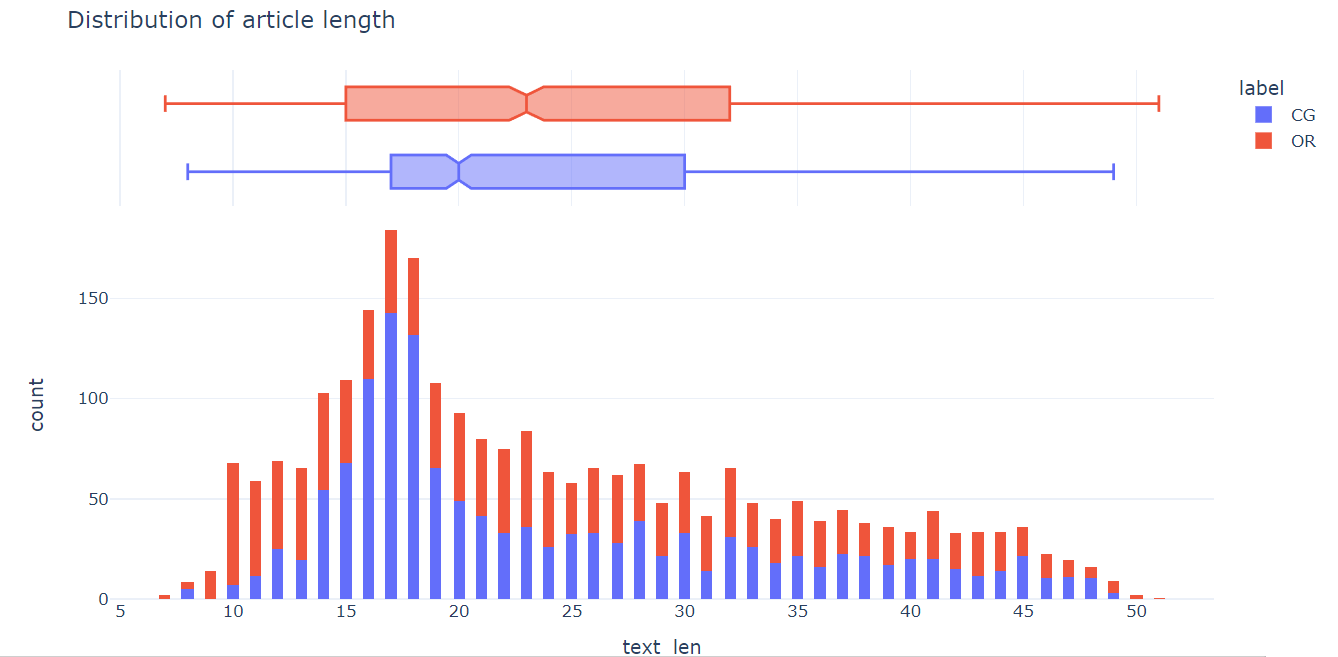 Distribution of article length
label
CG
OR
150
100
50
0
count
5 10 15 20 25 30 35 40 45 50
text_len